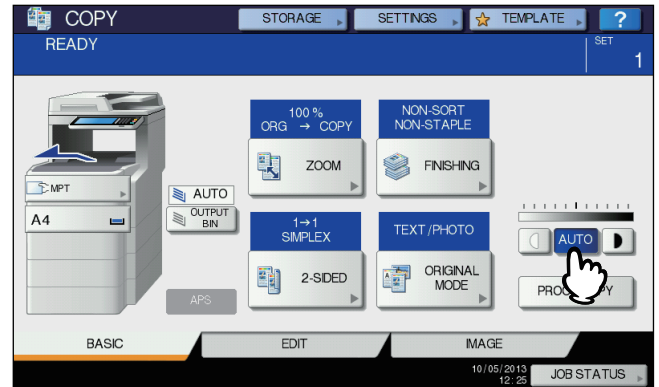 COPY
STORAGE
SETTINGS
TEMPLATE
?
READY
SET
1
100 %
ORG → COPY
ZOOM
NON-SORT
NON-STAPLE
FINISHING
MPT
A4
AUTO
OUTPUT
BIN
APS
1→1
SIMPLEX
2-SIDED
TEXT/PHOTO
ORIGINAL
MODE
AUTO
BASIC
EDIT
IMAGE
10/05/2013
12:25
JOB STATUS